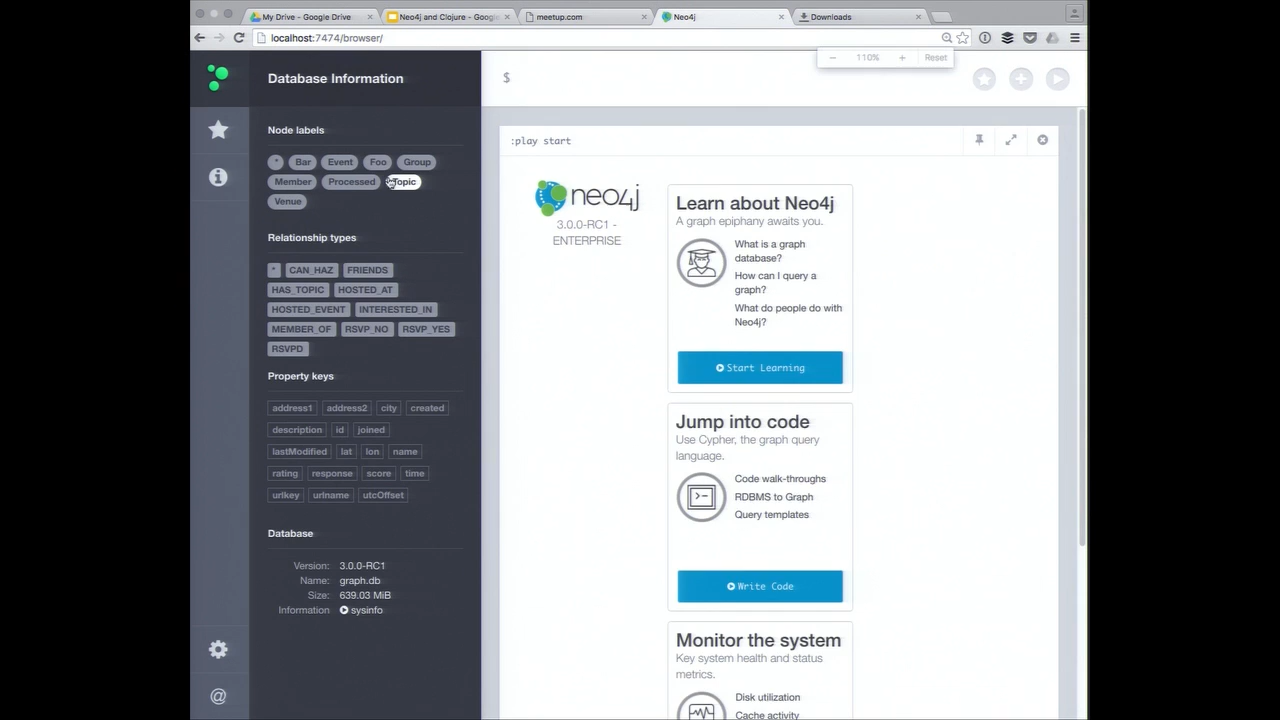 My Drive - Google Drive
Neo4j and Clojure - Googl
meetup.com
Neo4j
Downloads
localhost:7474/browser/
110%
Reset
Database Information
$
Node labels
* Bar Event Foo Group
Member Processed Topic
Venue
Relationship types
* CAN_HAZ FRIENDS
HAS_TOPIC HOSTED_AT
HOSTED_EVENT INTERESTED_IN
MEMBER_OF RSVP_NO RSVP_YES
RSVPD
Property keys
address1 address2 city created
description id joined
lastModified lat lon name
rating response score time
urlkey urlname utcOffset
Database
Version: 3.0.0-RC1
Name: graph.db
Size: 639.03 MiB
Information sysinfo
@
:play start
neo4j
3.0.0-RC1 -
ENTERPRISE
Learn about Neo4j
A graph epiphany awaits you.
What is a graph
database?
How can I query a
graph?
What do people do with
Neo4j?
Start Learning
Jump into code
Use Cypher, the graph query
language.
Code walk-throughs
RDBMS to Graph
Query templates
Write Code
Monitor the system
Key system health and status
metrics.
Disk utilization
Cache activity